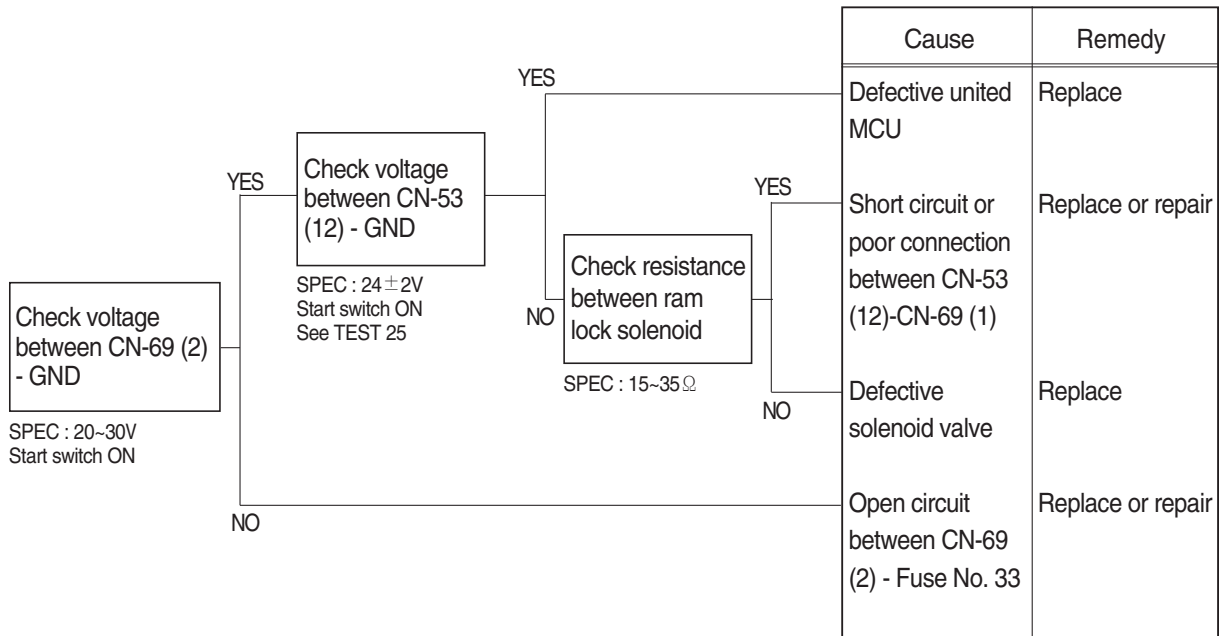 Cause
Remedy
YES
Defective united
MCU
Replace
YES
Check voltage
between CN-53
(12) - GND
SPEC : 24±2V
Start switch ON
See TEST 25
YES
Short circuit or
poor connection
between CN-53
(12)-CN-69 (1)
Replace or repair
NO
Check resistance
between ram
lock solenoid
SPEC : 15~35Ω
Check voltage
between CN-69 (2)
- GND
SPEC : 20~30V
Start switch ON
NO
Defective
solenoid valve
Replace
NO
Open circuit
between CN-69
(2) - Fuse No. 33
Replace or repair